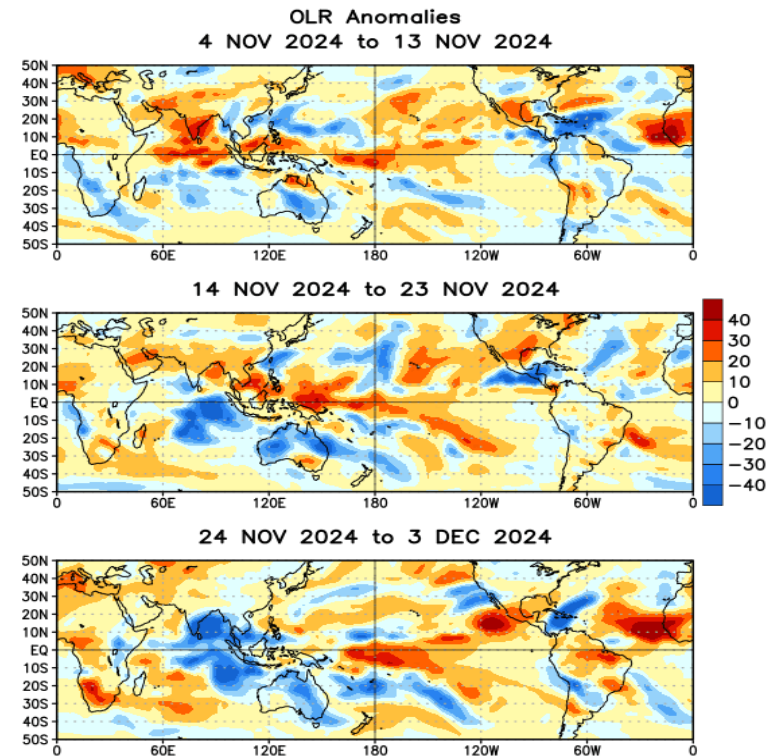 OLR Anomalies
4 NOV 2024 to 13 NOV 2024
50N
40N
30N
20N
10N
EQ
10S
20S
30S
40S
50S
0 60E 120E 180 120W 60W 0
14 NOV 2024 to 23 NOV 2024
50N
40N
30N
20N
10N
EQ
10S
20S
30S
40S
50S
0 60E 120E 180 120W 60W 0
40
30
20
10
0
-10
-20
-30
-40
24 NOV 2024 to 3 DEC 2024
50N
40N
30N
20N
10N
EQ
10S
20S
30S
40S
50S
0 60E 120E 180 120W 60W 0